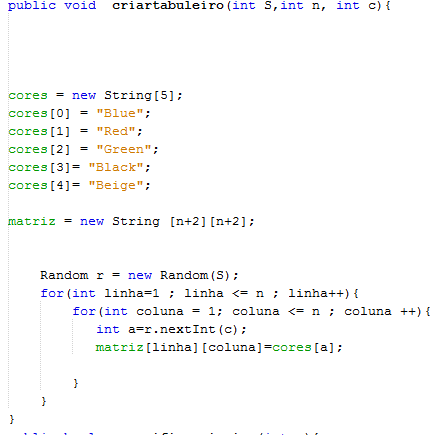 public void criartabuleiro(int S,int n, int c){
cores = new String[5];
cores[0] = "Blue";
cores[1] = "Red";
cores[2] = "Green";
cores[3]= "Black";
cores[4]= "Beige";
matriz = new String [n+2][n+2];
Random r = new Random(S);
for(int linha=1 ; linha <= n ; linha++){
for(int coluna = 1; coluna <= n ; coluna ++){
int a=r.nextInt(c);
matriz[linha][coluna]=cores[a];
}
}
}